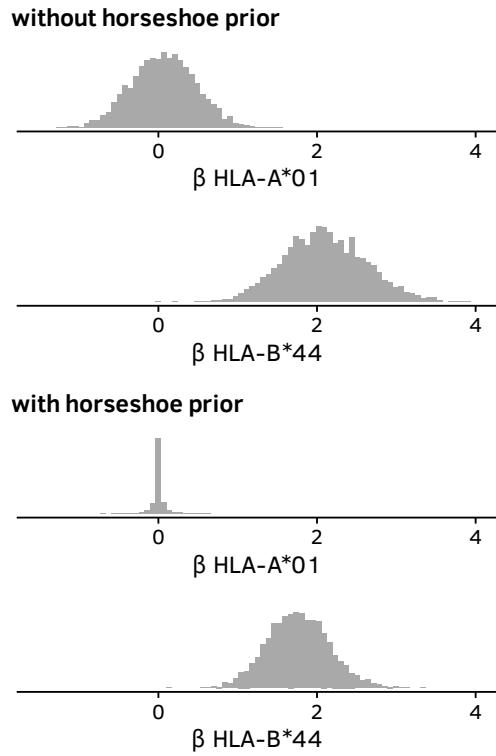 without horseshoe prior
0 2 4
β HLA-A*01
0 2 4
β HLA-B*44
with horseshoe prior
0 2 4
β HLA-A*01
0 2 4
β HLA-B*44